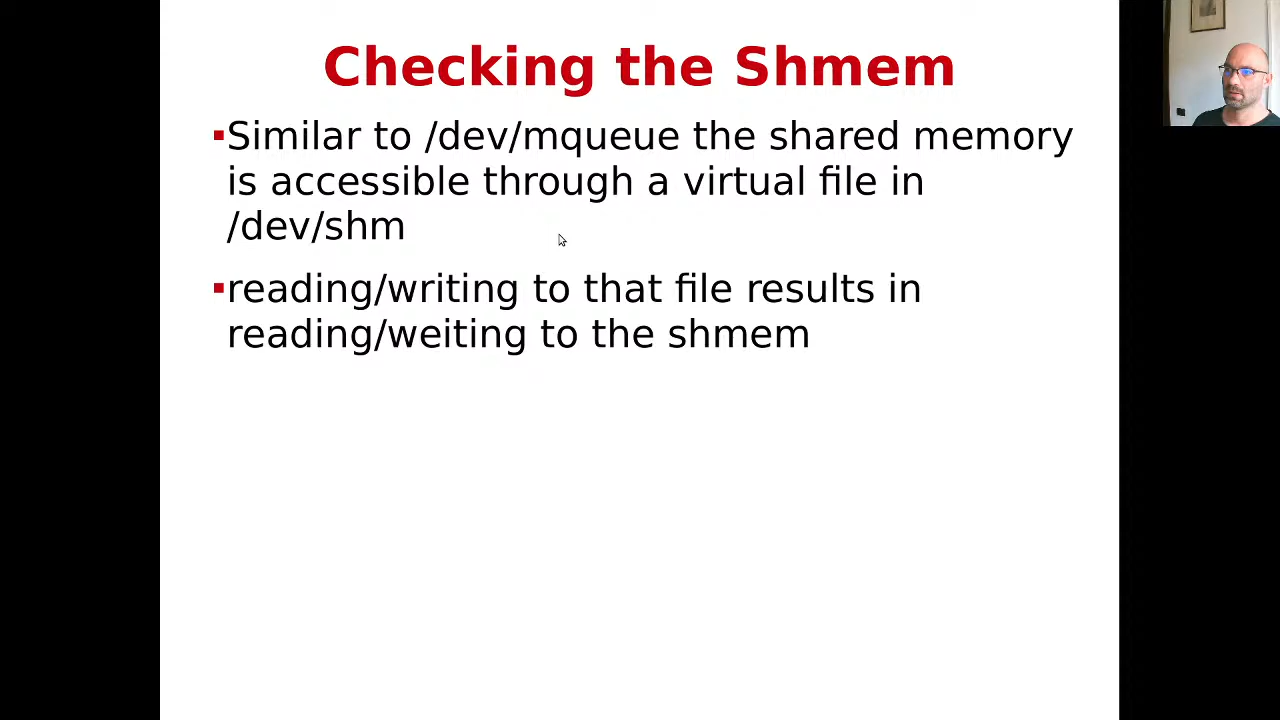 Checking the Shmem
▪Similar to /dev/mqueue the shared memory
is accessible through a virtual file in
/dev/shm
▪reading/writing to that file results in
reading/weiting to the shmem